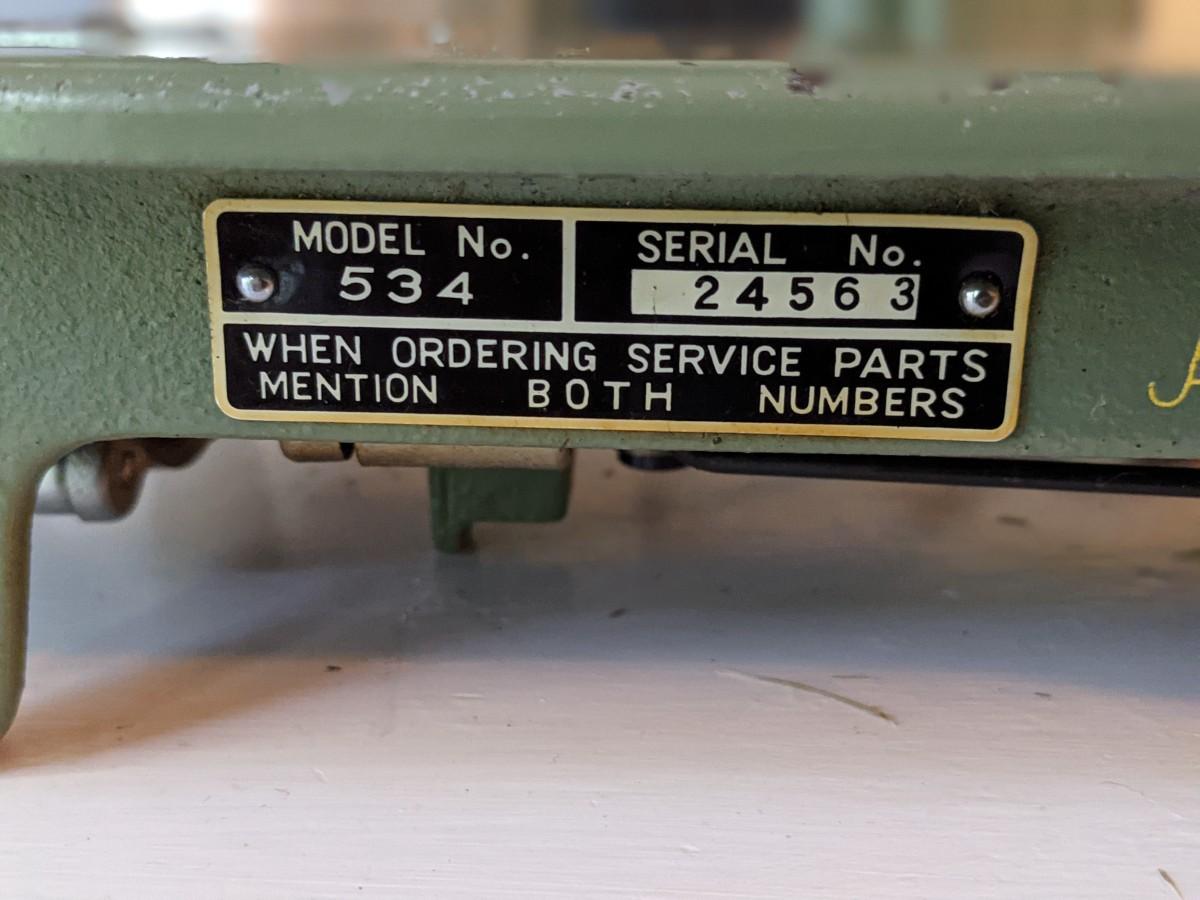 MODEL No.
534
SERIAL No.
24563
WHEN ORDERING SERVICE PARTS
MENTION BOTH NUMBERS